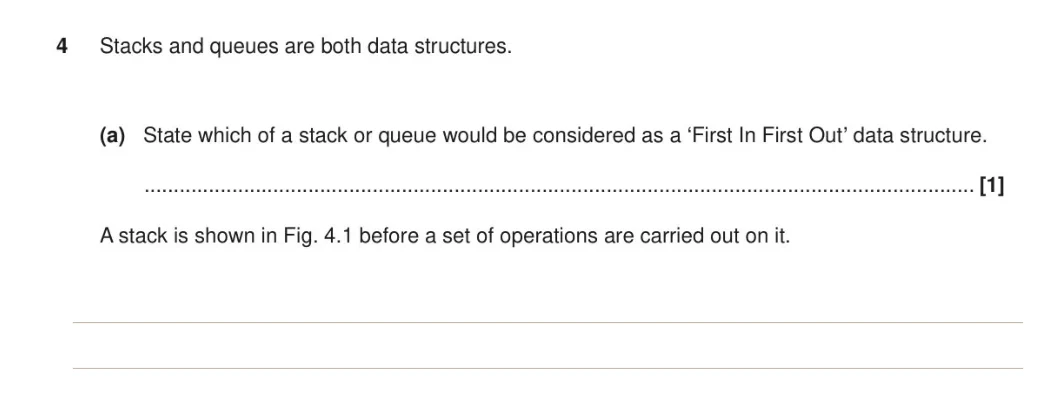 4 Stacks and queues are both data structures.
(a) State which of a stack or queue would be considered as a ‘First In First Out’ data structure.
........................................................................................................................................................ [1]
A stack is shown in Fig. 4.1 before a set of operations are carried out on it.